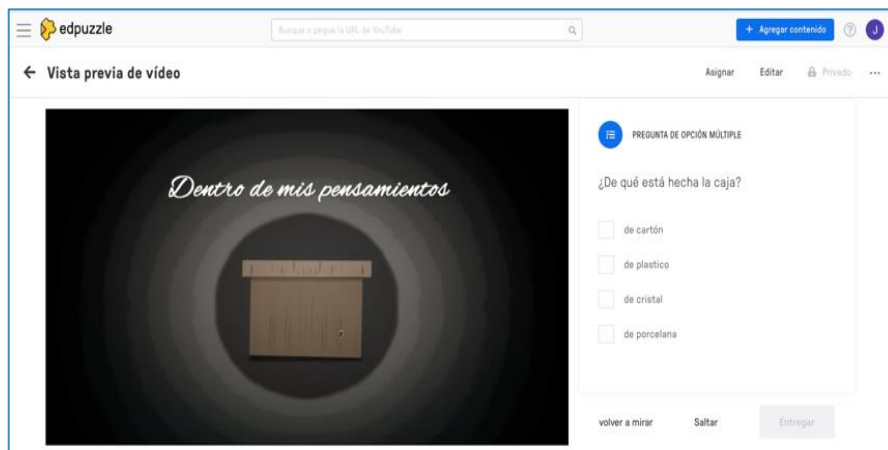 edpuzzle
Busque o pegue la URL de YouTube
+ Agregar contenido
?
J
← Vista previa de vídeo
Asignar
Editar
Privado
...
Dentro de mis pensamientos
PREGUNTA DE OPCIÓN MÚLTIPLE
¿De qué está hecha la caja?
de cartón
de plastico
de cristal
de porcelana
volver a mirar
Saltar
Entregar